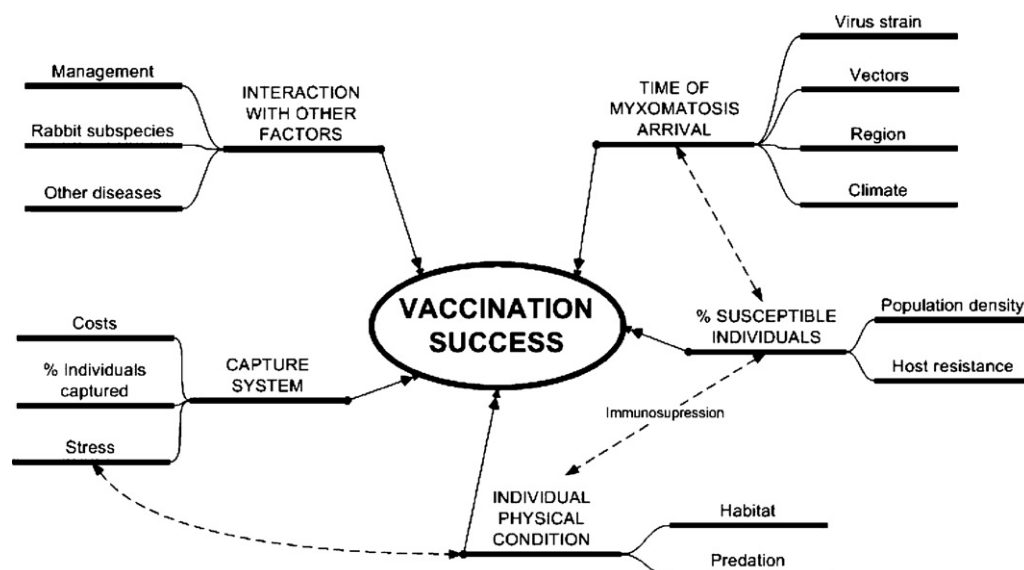 Virus strain
Management
INTERACTION
WITH OTHER
FACTORS
TIME OF
MYXOMATOSIS
ARRIVAL
Vectors
Rabbit subspecies
Region
Other diseases
Climate
VACCINATION
SUCCESS
% SUSCEPTIBLE
INDIVIDUALS
Population density
Host resistance
Costs
% Individuals
captured
Stress
CAPTURE
SYSTEM
Immunosupression
INDIVIDUAL
PHYSICAL
CONDITION
Habitat
Predation